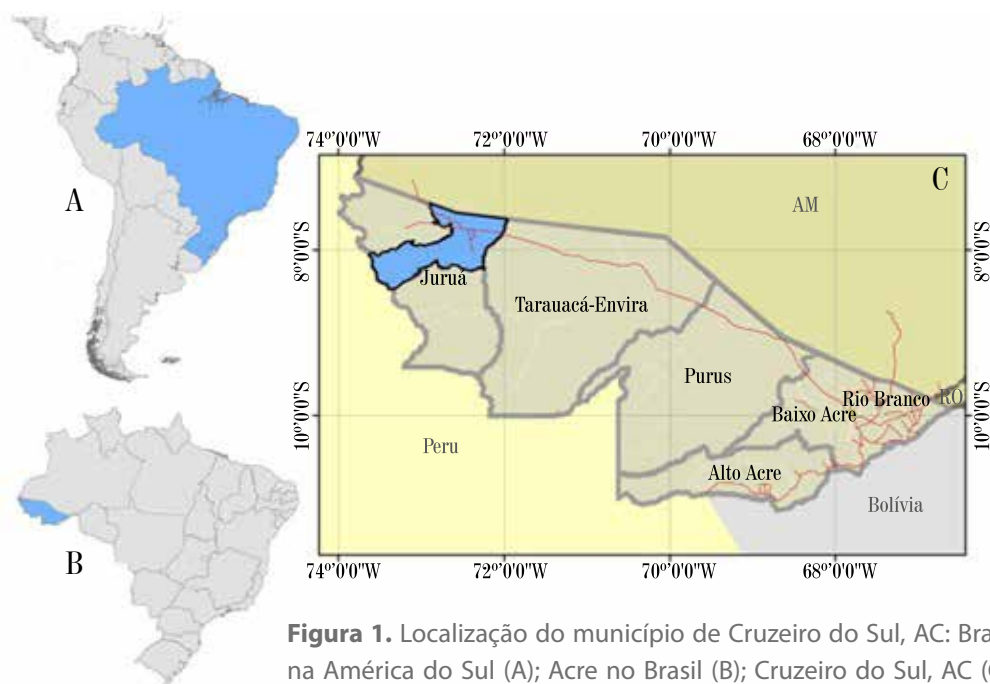 A
B
74°0'0"W 72°0'0"W 70°0'0"W 68°0'0"W
C
AM
8°0'0"S
8°0'0"S
Juruá
Tarauacá-Envira
Purus
Rio Branco
RO
Baixo Acre
10°0'0"S
10°0'0"S
Peru
Alto Acre
Bolívia
74°0'0"W 72°0'0"W 70°0'0"W 68°0'0"W
Figura 1. Localização do município de Cruzeiro do Sul, AC: Bra
na América do Sul (A); Acre no Brasil (B); Cruzeiro do Sul, AC (